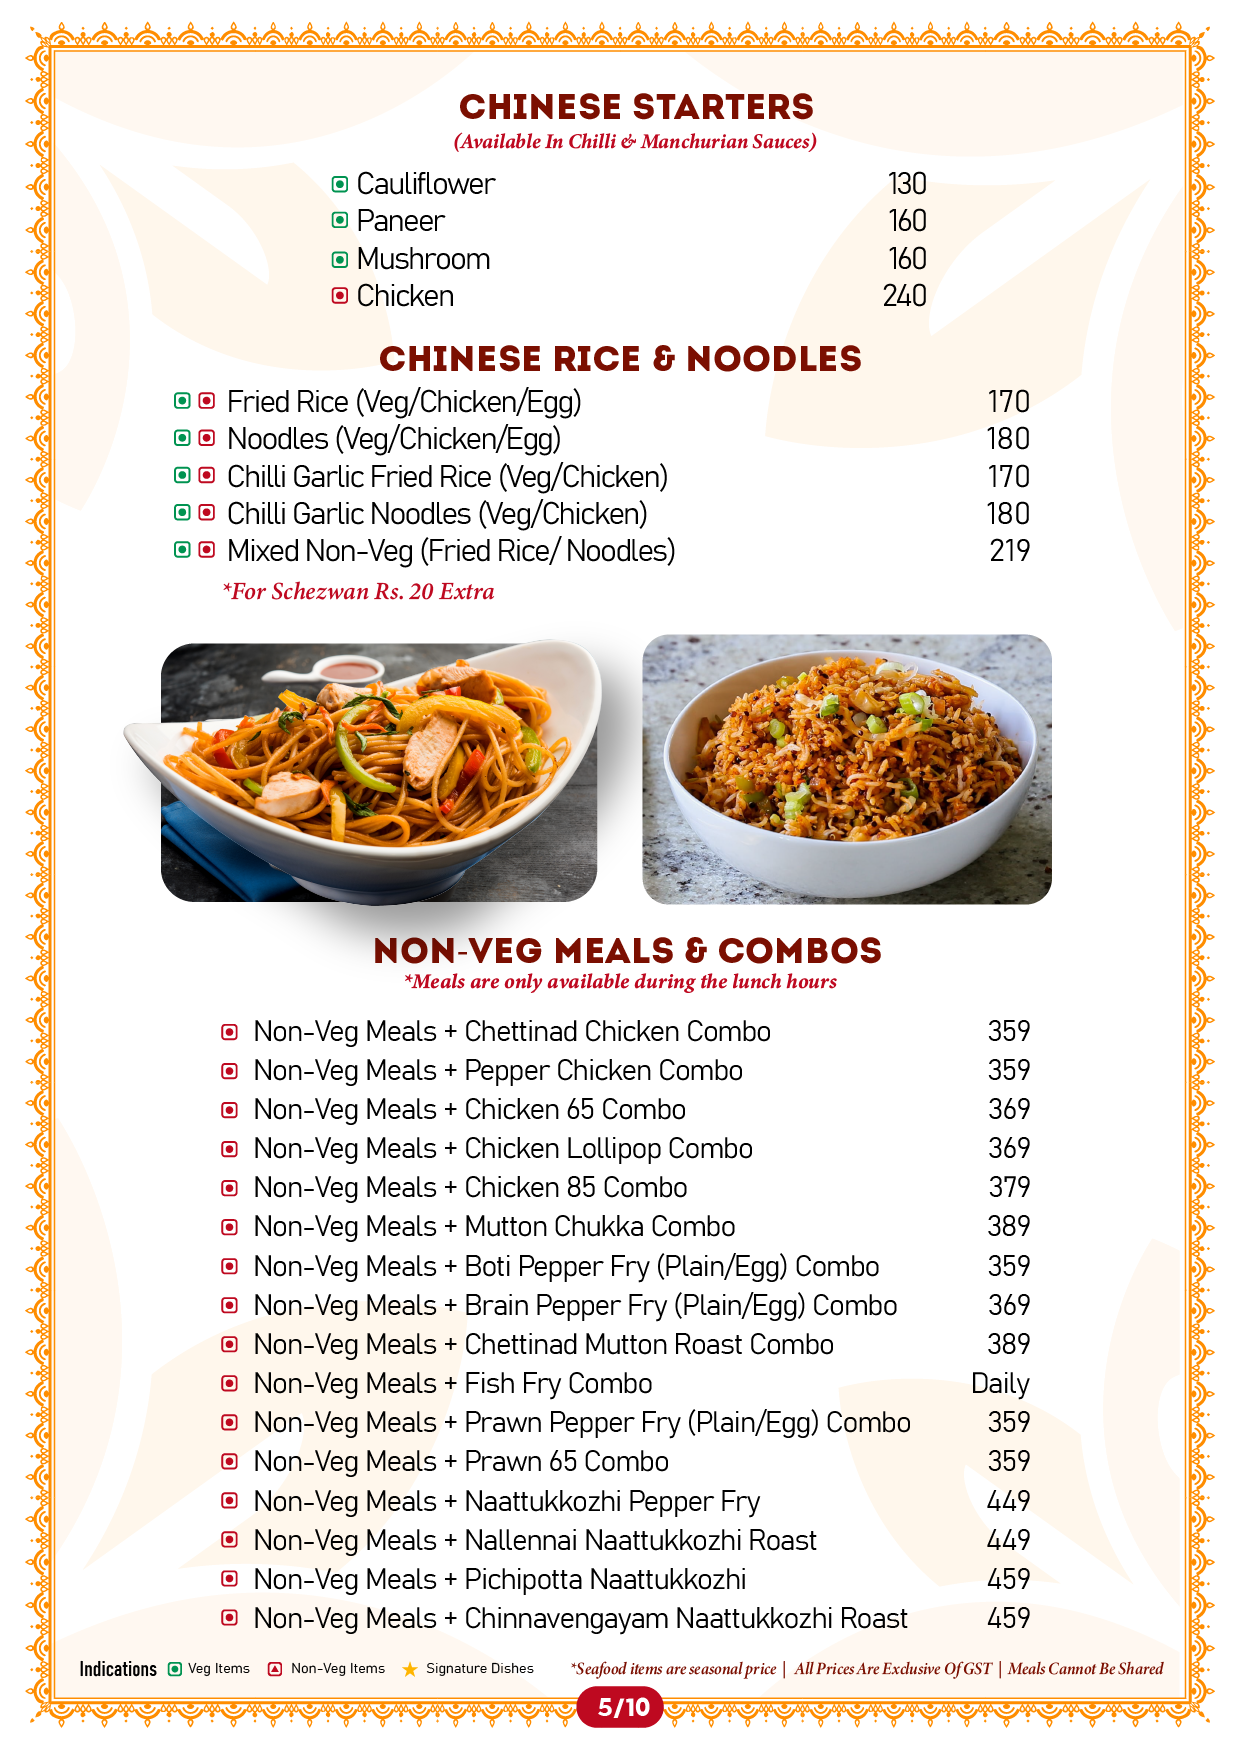 CHINESE STARTERS
(Available In Chilli & Manchurian Sauces)
Cauliflower 130
Paneer 160
Mushroom 160
Chicken 240
CHINESE RICE & NOODLES
Fried Rice (Veg/Chicken/Egg) 170
Noodles (Veg/Chicken/Egg) 180
Chilli Garlic Fried Rice (Veg/Chicken) 170
Chilli Garlic Noodles (Veg/Chicken) 180
Mixed Non-Veg (Fried Rice/ Noodles) 219
*For Schezwan Rs. 20 Extra
NON-VEG MEALS & COMBOS
*Meals are only available during the lunch hours
Non-Veg Meals + Chettinad Chicken Combo 359
Non-Veg Meals + Pepper Chicken Combo 359
Non-Veg Meals + Chicken 65 Combo 369
Non-Veg Meals + Chicken Lollipop Combo 369
Non-Veg Meals + Chicken 85 Combo 379
Non-Veg Meals + Mutton Chukka Combo 389
Non-Veg Meals + Boti Pepper Fry (Plain/Egg) Combo 359
Non-Veg Meals + Brain Pepper Fry (Plain/Egg) Combo 369
Non-Veg Meals + Chettinad Mutton Roast Combo 389
Non-Veg Meals + Fish Fry Combo Daily
Non-Veg Meals + Prawn Pepper Fry (Plain/Egg) Combo 359
Non-Veg Meals + Prawn 65 Combo 359
Non-Veg Meals + Naattukkozhi Pepper Fry 449
Non-Veg Meals + Nallennai Naattukkozhi Roast 449
Non-Veg Meals + Pichipotta Naattukkozhi 459
Non-Veg Meals + Chinnavengayam Naattukkozhi Roast 459
Indications Veg Items Non-Veg Items Signature Dishes *Seafood items are seasonal price | All Prices Are Exclusive Of GST | Meals Cannot Be Shared
5/10